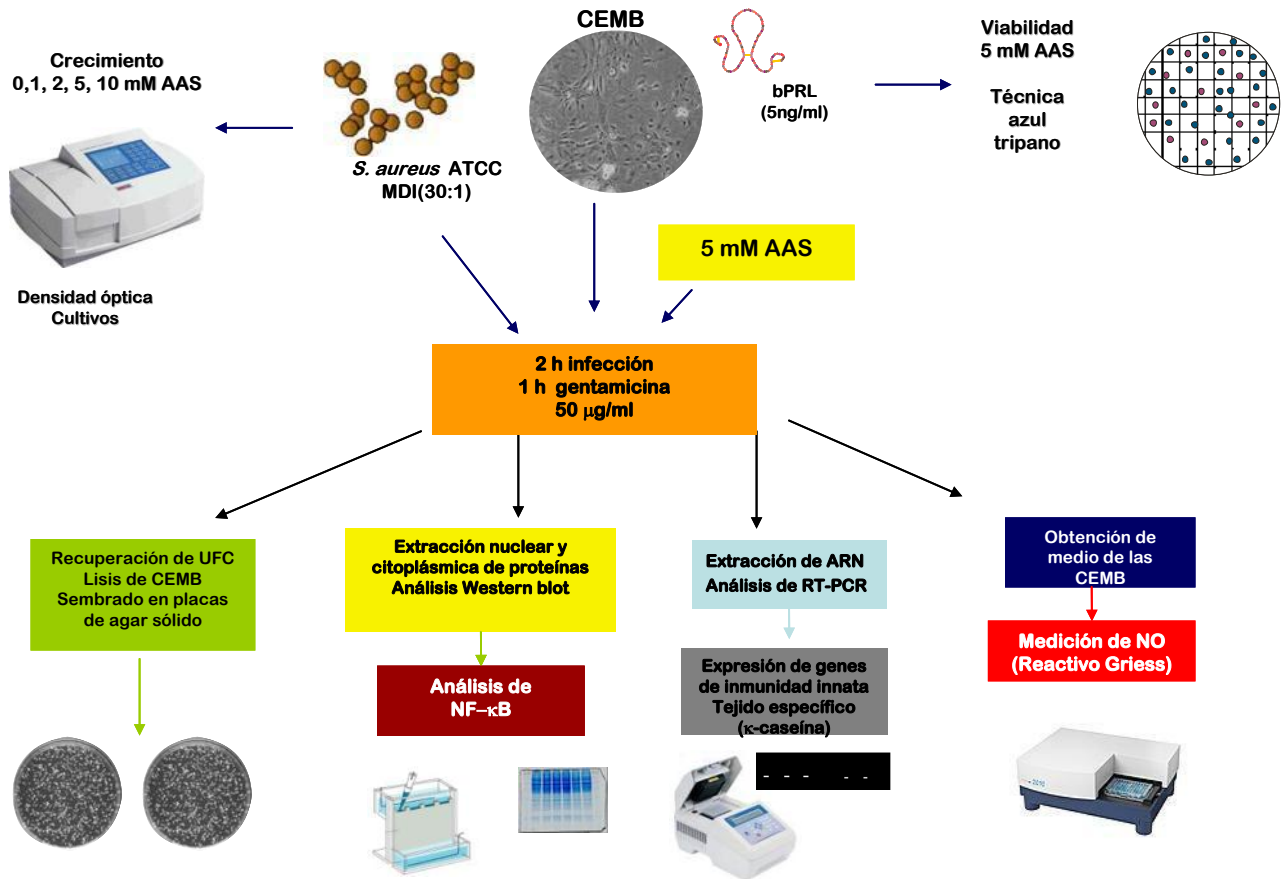 CEMB
Crecimiento
0,1, 2, 5, 10 mM AAS
Viabilidad
5 mM AAS
bPRL
(5ng/ml)
Técnica
azul
tripano
S. aureus ATCC
MDI(30:1)
5 mM AAS
Densidad óptica
Cultivos
2 h infección
1 h gentamicina
50 μg/ml
Recuperación de UFC
Lisis de CEMB
Sembrado en placas
de agar sólido
Extracción nuclear y
citoplásmica de proteínas
Análisis Western blot
Extracción de ARN
Análisis de RT-PCR
Obtención de
medio de las
CEMB
Análisis de
NF-κB
Expresión de genes
de inmunidad innata
Tejido específico
(κ-caseína)
Medición de NO
(Reactivo Griess)